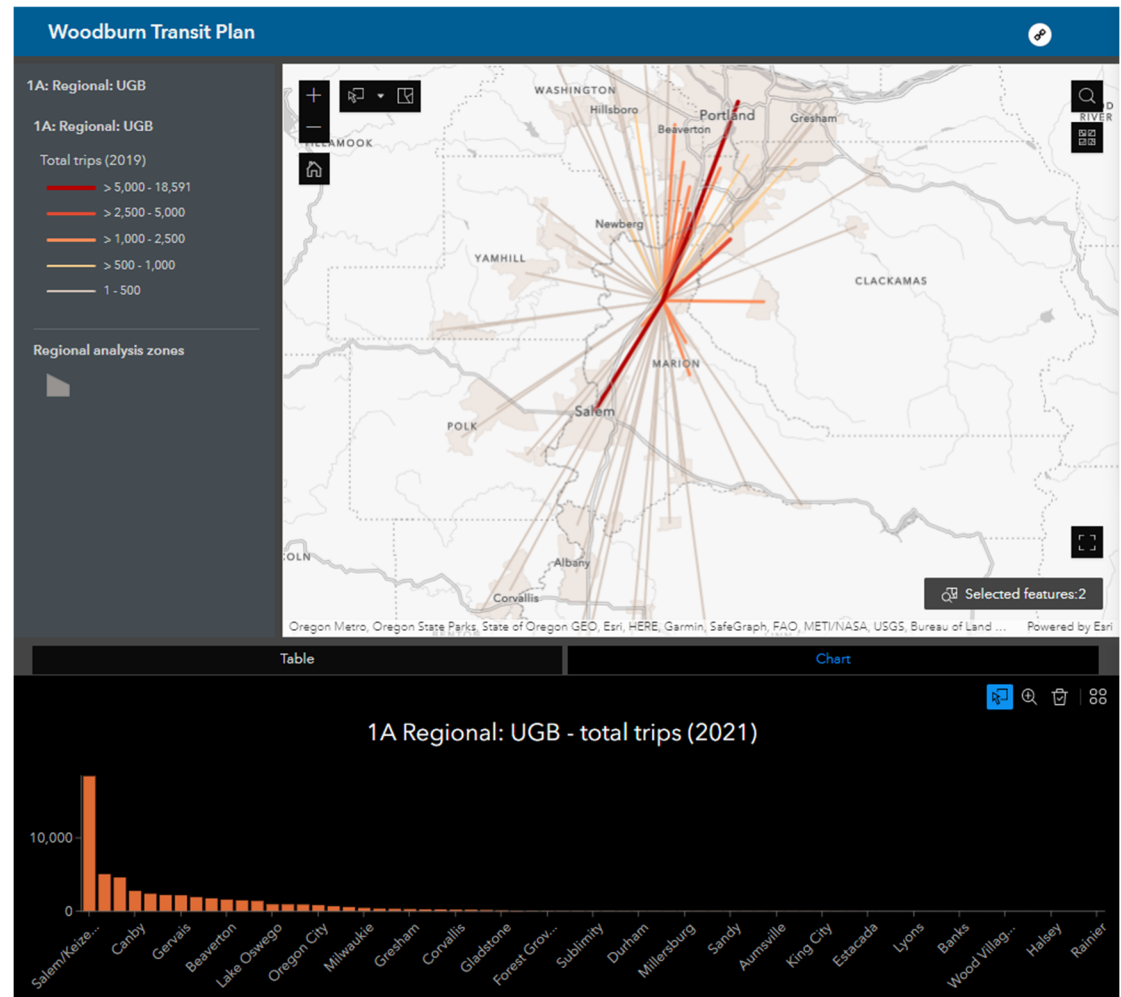 Woodburn Transit Plan
1A: Regional: UGB
1A: Regional: UGB
Total trips (2019)
> 5,000 - 18,591
> 2,500 - 5,000
> 1,000 - 2,500
> 500 - 1,000
1 - 500
Regional analysis zones
WASHINGTON
Hillsboro
Portland
Beaverton
Gresham
RIVER
Newberg
YAMHILL
CLACKAMAS
MARION
Salem
POLK
Albany
Corvallis
Selected features:2
Oregon Metro, Oregon State Parks, State of Oregon GEO, Esri, HERE, Garmin, SafeGraph, FAO, METI/NASA, USGS, Bureau of Land ...
Powered by Esri
Table
Chart
1A Regional: UGB - total trips (2021)
10,000
0
Salem/Keize...
Canby
Gervais
Beaverton
Lake Oswego
Oregon City
Milwaukie
Gresham
Corvallis
Gladstone
Forest Grov...
Sublimity
Durham
Millersburg
Sandy
Aumsville
King City
Estacada
Lyons
Banks
Wood Villag...
Halsey
Rainier